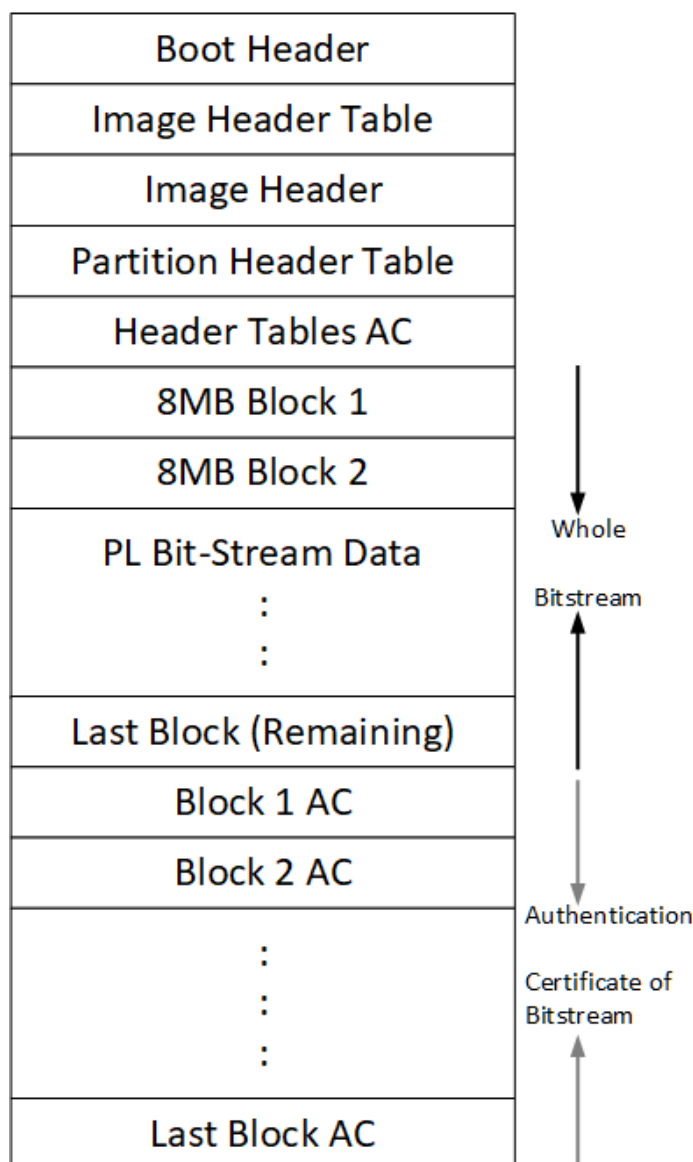 Boot Header
Image Header Table
Image Header
Partition Header Table
Header Tables AC
8MB Block 1
8MB Block 2
PL Bit-Stream Data
:
:
Last Block (Remaining)
Block 1 AC
Block 2 AC
:
:
:
Last Block AC
Whole
Bitstream
Authentication
Certificate of
Bitstream